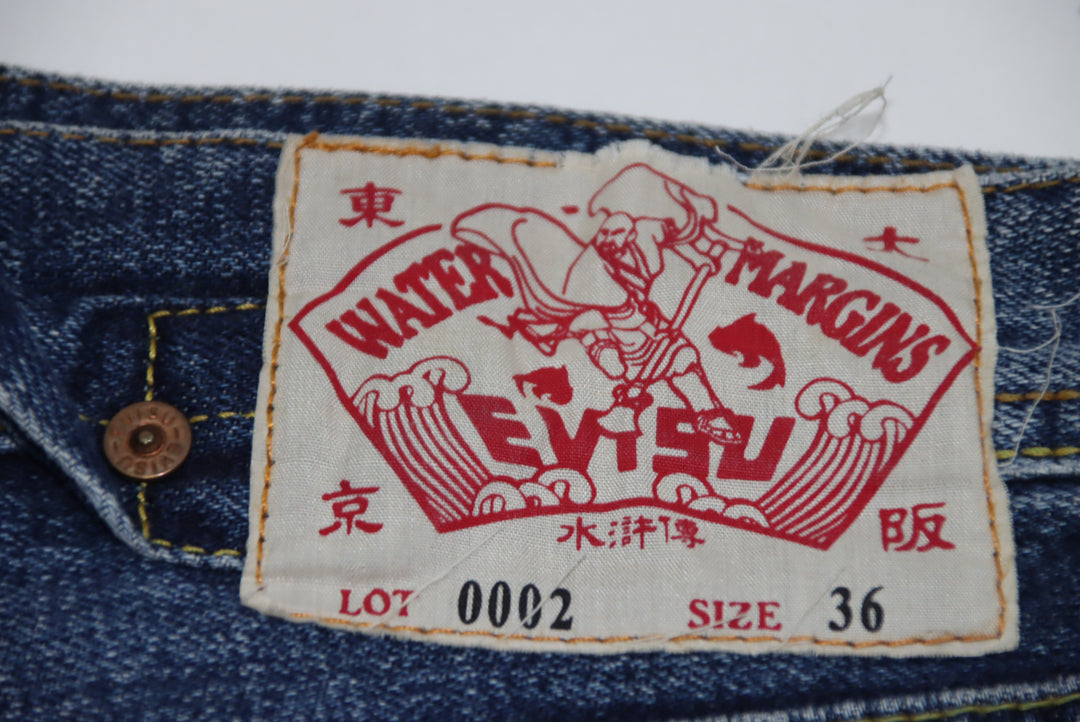 東 大
WATER MARGINS
EVISU
京 阪
水滸傳
LOT 0002 SIZE 36